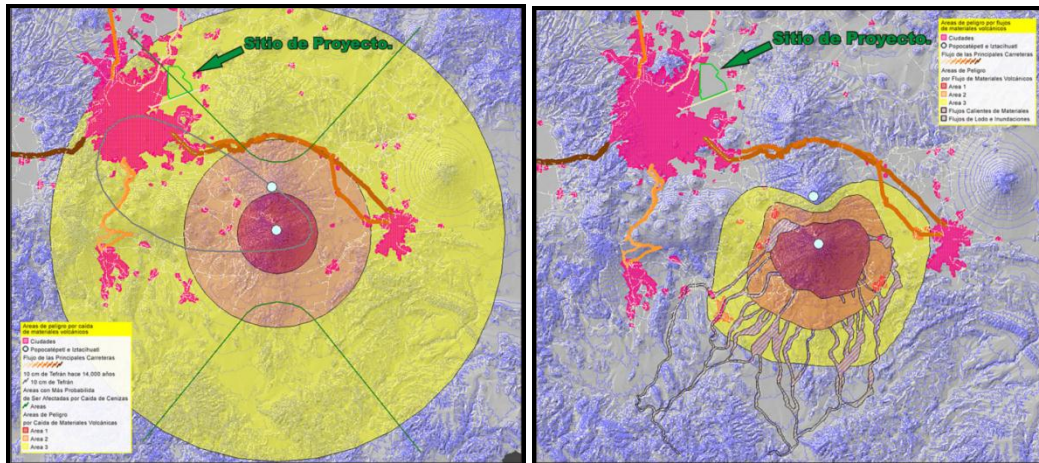 Sitio de Proyecto.
Areas de peligro por caída
de materiales volcánicos
Ciudades
Popocatépetl e Iztaccíhuatl
Flujo de las Principales Carreteras
10 cm de Tefra hace 14,000 años
10 cm de Tefrán
Areas con Más Probabilida
de Ser Afectadas por Caída de Cenizas
Areas
Areas de Peligro
por Caída de Materiales Volcánicos
Area 1
Area 2
Area 3
Sitio de Proyecto.
Areas de peligro por flujos
de materiales volcánicos
Ciudades
Popocatépetl e Iztaccíhuatl
Flujo de las Principales Carreteras
Areas de Peligro
por Flujo de Materiales Volcánicos
Area 1
Area 2
Area 3
Flujos Calientes de Materiales
Flujos de Lodo e Inundaciones